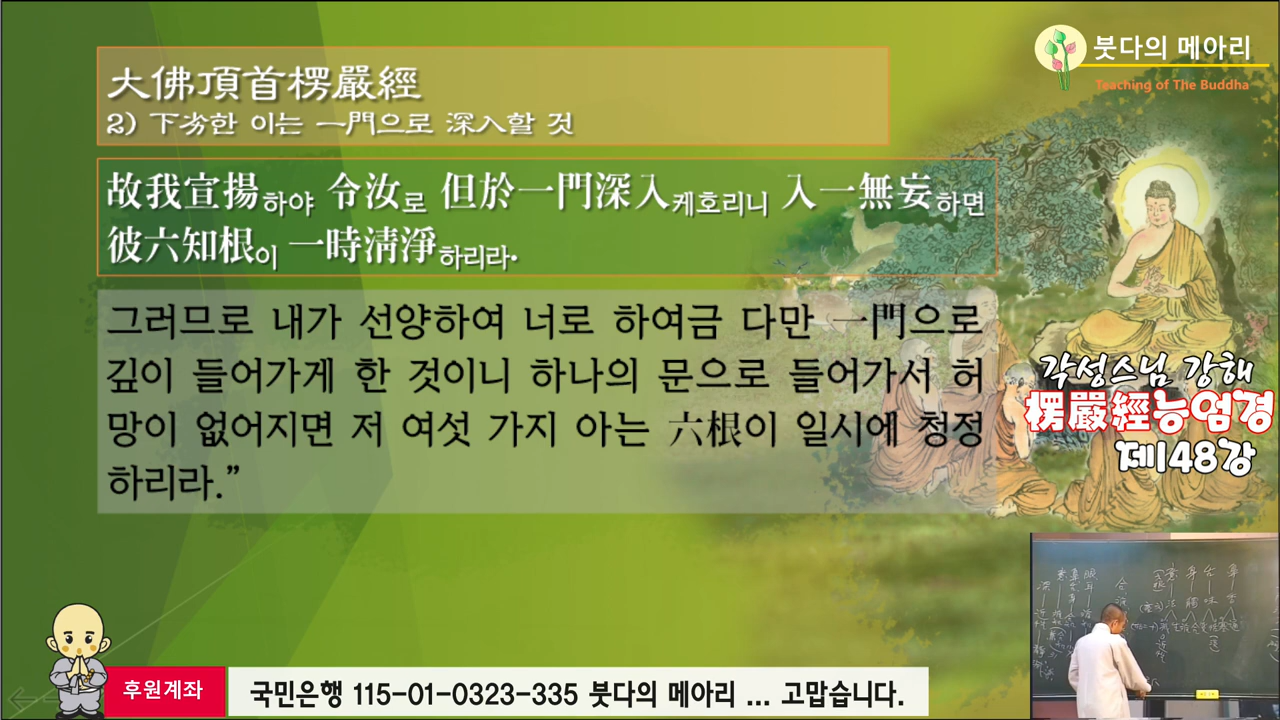 붓다의 메아리
Teaching of The Buddha
大佛頂首楞嚴經
2) 下劣한 이는 一門으로 深入할 것
故我宣揚하야 令汝로 但於一門深入케호리니 入一無妄하면
彼六知根이 一時淸淨하리라.
그러므로 내가 선양하여 너로 하여금 다만 一門으로
깊이 들어가게 한 것이니 하나의 문으로 들어가서 허
망이 없어지면 저 여섯 가지 아는 六根이 일시에 청정
하리라.”
각성스님 강해
楞嚴經능엄경
제148강
후원계좌
국민은행 115-01-0323-335 붓다의 메아리 ... 고맙습니다.